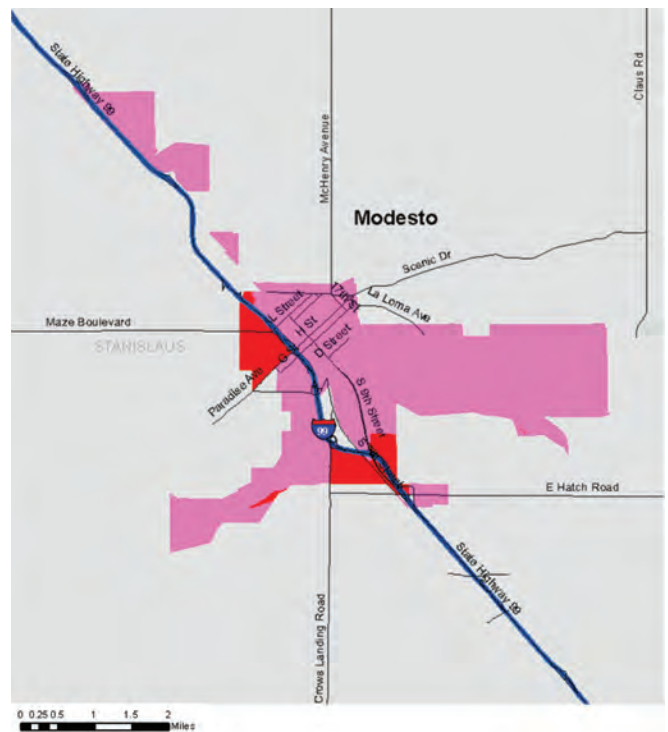 State Highway 99
McHenry Avenue
Claus Rd
Modesto
Scenic Dr
17th St
La Loma Ave
L Street
H St
D Street
G St
Maze Boulevard
STANISLAUS
Paradise Ave
S 9th Street
99
E Hatch Road
State Highway 99
Crows Landing Road
0 0.25 0.5 1 1.5 2
Miles